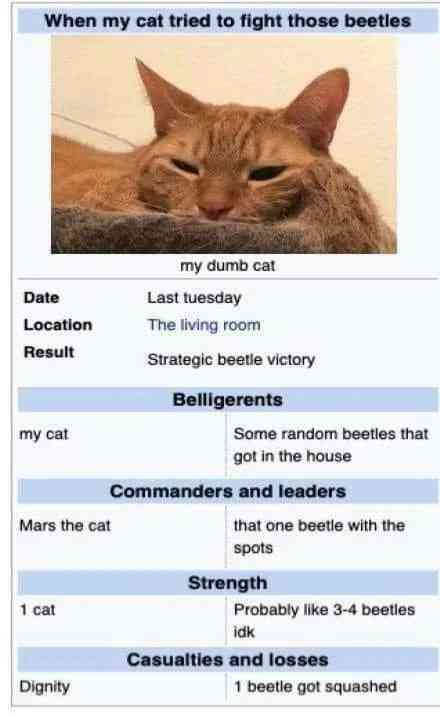 When my cat tried to fight those beetles
my dumb cat
Date Last tuesday
Location The living room
Result Strategic beetle victory
Belligerents
my cat Some random beetles that
got in the house
Commanders and leaders
Mars the cat that one beetle with the
spots
Strength
1 cat Probably like 3-4 beetles
idk
Casualties and losses
Dignity 1 beetle got squashed